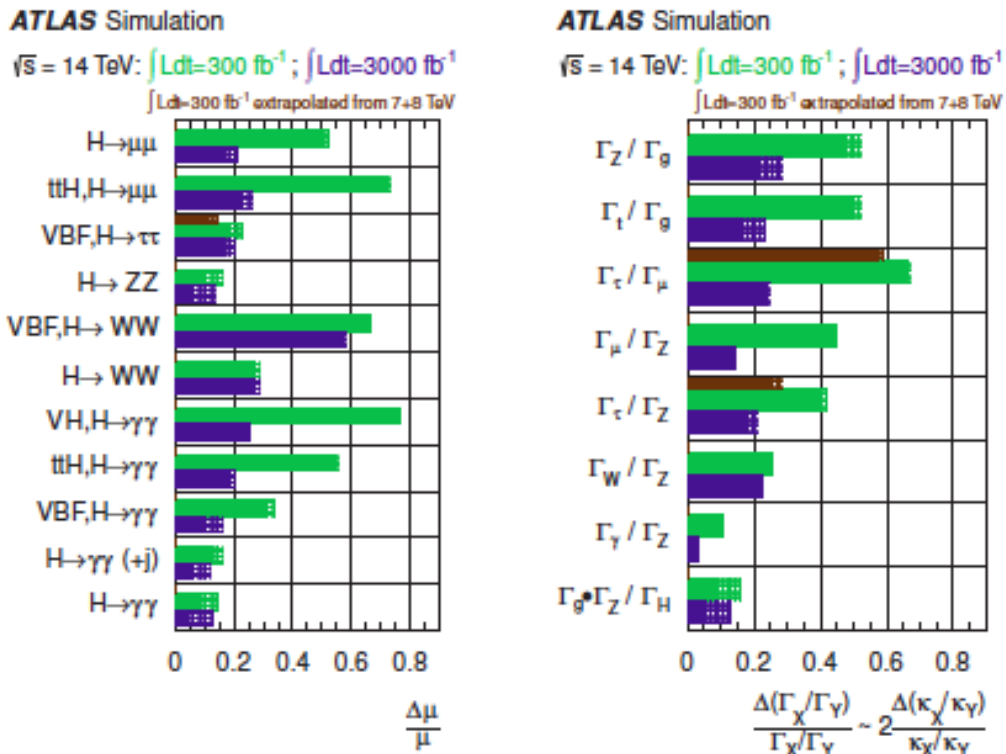 ATLAS Simulation
√s = 14 TeV: ∫Ldt=300 fb⁻¹ ; ∫Ldt=3000 fb⁻¹
∫Ldt=300 fb⁻¹ extrapolated from 7+8 TeV
H→μμ
ttH,H→μμ
VBF,H→ττ
H→ ZZ
VBF,H→ WW
H→ WW
VH,H→γγ
ttH,H→γγ
VBF,H→γγ
H→γγ (+j)
H→γγ
0 0.2 0.4 0.6 0.8
Δμ
μ
ATLAS Simulation
√s = 14 TeV: ∫Ldt=300 fb⁻¹ ; ∫Ldt=3000 fb⁻¹
∫Ldt=300 fb⁻¹ extrapolated from 7+8 TeV
Γ_Z / Γ_g
Γ_t / Γ_g
Γ_τ / Γ_μ
Γ_μ / Γ_Z
Γ_τ / Γ_Z
Γ_W / Γ_Z
Γ_γ / Γ_Z
Γ_g•Γ_Z / Γ_H
0 0.2 0.4 0.6 0.8
Δ(Γ_X/Γ_Y) ~ 2 Δ(κ_X/κ_Y)
Γ_X/Γ_Y κ_X/κ_Y